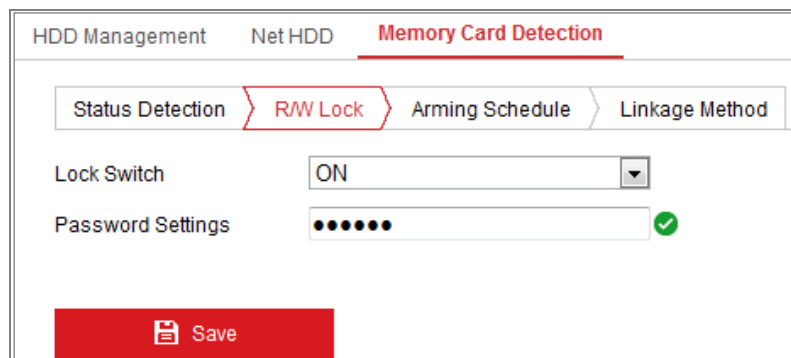 HDD Management Net HDD Memory Card Detection
Status Detection R/W Lock Arming Schedule Linkage Method
Lock Switch ON
Password Settings ●●●●●●
Save